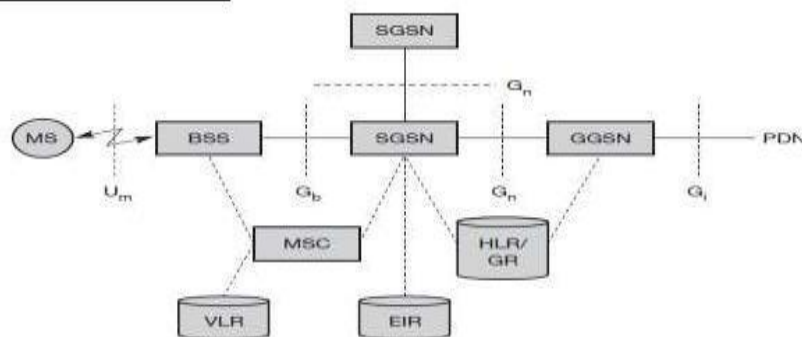 SGSN
Gn
MS
BSS
SGSN
GGSN
PDN
Um
Gb
Gn
Gi
MSC
HLR/
GR
VLR
EIR